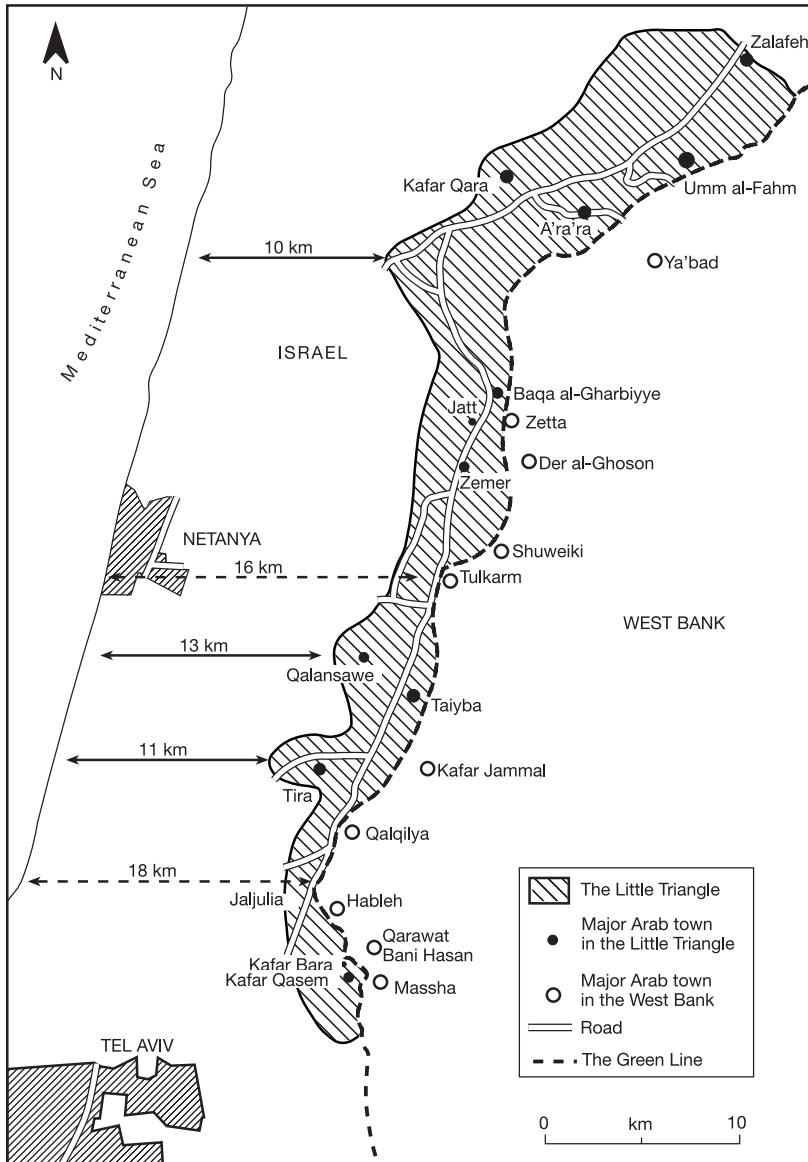 N
Zalafeh
Mediterranean Sea
Kafar Qara
Umm al-Fahm
A'ra'ra
10 km
Ya'bad
ISRAEL
Baqa al-Gharbiyye
Jatt
Zetta
Der al-Ghoson
Zemer
NETANYA
Shuweiki
16 km
Tulkarm
WEST BANK
13 km
Qalansawe
Taiyba
11 km
Kafar Jammal
Tira
Qalqilya
18 km
Jaljulia
Hableh
Qarawat
Bani Hasan
Kafar Bara
Kafar Qasem
Massha
TEL AVIV
The Little Triangle
Major Arab town
in the Little Triangle
Major Arab town
in the West Bank
Road
The Green Line
0 km 10